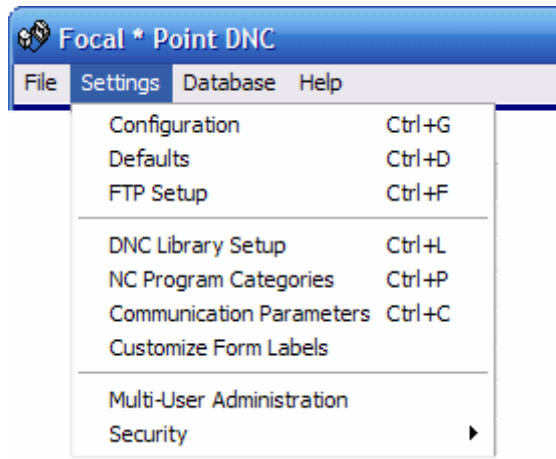 Focal * Point DNC
File Settings Database Help
Configuration Ctrl+G
Defaults Ctrl+D
FTP Setup Ctrl+F
DNC Library Setup Ctrl+L
NC Program Categories Ctrl+P
Communication Parameters Ctrl+C
Customize Form Labels
Multi-User Administration
Security